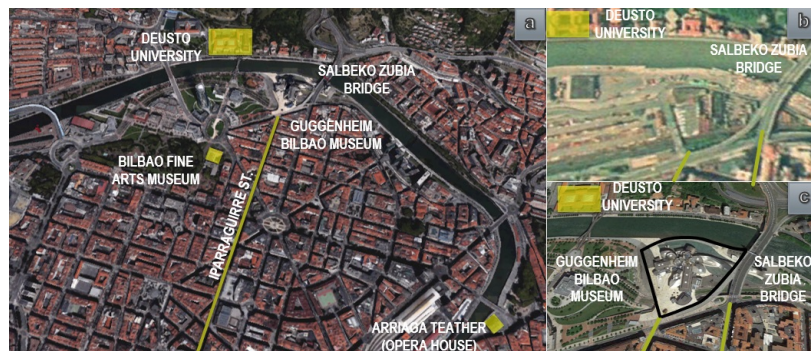 a
DEUSTO
UNIVERSITY
SALBEKO ZUBIA
BRIDGE
GUGGENHEIM
BILBAO MUSEUM
BILBAO FINE
ARTS MUSEUM
IPARRAGUIRRE ST.
ARRIAGA TEATHER
(OPERA HOUSE)
b
DEUSTO
UNIVERSITY
SALBEKO ZUBIA
BRIDGE
c
DEUSTO
UNIVERSITY
GUGGENHEIM
BILBAO
MUSEUM
SALBEKO
ZUBIA
BRIDGE